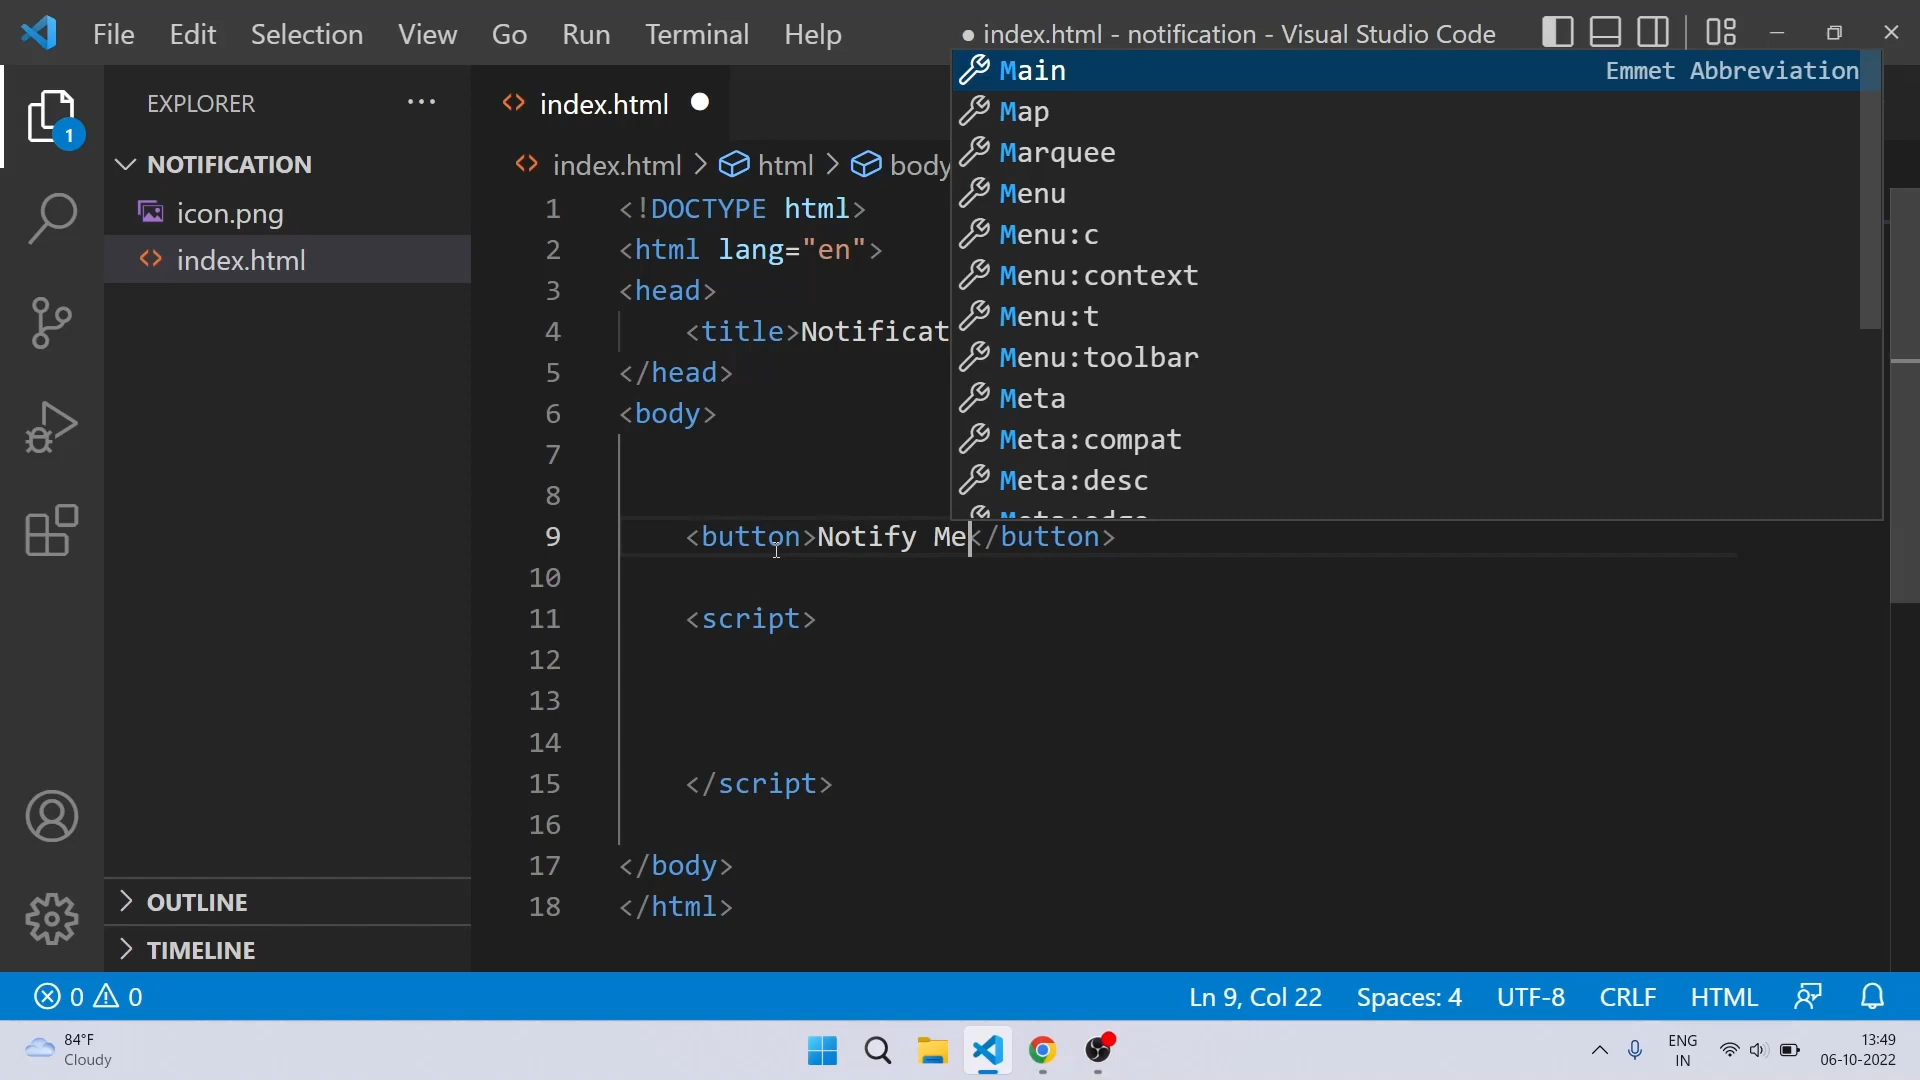 File Edit Selection View Go Run Terminal Help ● index.html - notification - Visual Studio Code
EXPLORER ···
1
NOTIFICATION
icon.png
index.html
OUTLINE
TIMELINE
index.html ●
index.html > html > body
1 <!DOCTYPE html>
2 <html lang="en">
3 <head>
4 <title>Notificat
5 </head>
6 <body>
7
8
9 <button>Notify Me</button>
10
11 <script>
12
13
14
15 </script>
16
17 </body>
18 </html>
Main Emmet Abbreviation
Map
Marquee
Menu
Menu:c
Menu:context
Menu:t
Menu:toolbar
Meta
Meta:compat
Meta:desc
0 0 Ln 9, Col 22 Spaces: 4 UTF-8 CRLF HTML
84°F
Cloudy
ENG
IN
13:49
06-10-2022